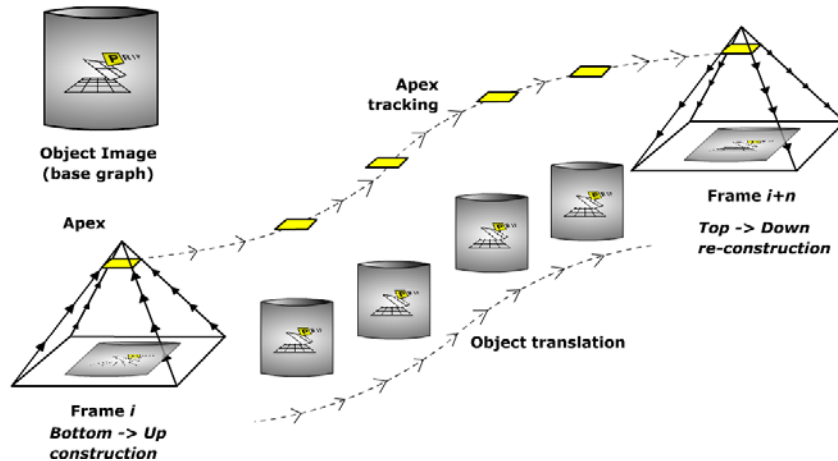 Object Image
(base graph)
Apex
tracking
Apex
Frame i+n
Top -> Down
re-construction
Object translation
Frame i
Bottom -> Up
construction
P